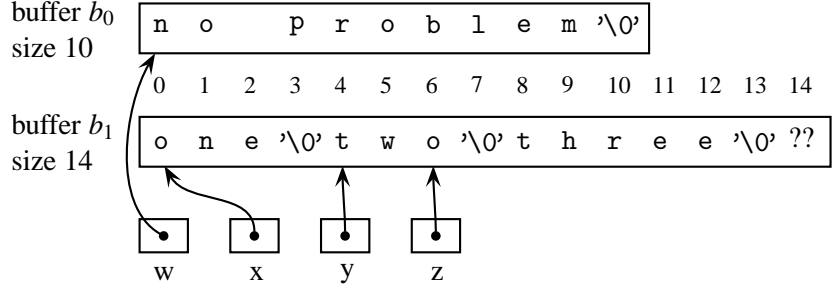 buffer b₀
size 10
n o p r o b l e m '\0'
0 1 2 3 4 5 6 7 8 9 10 11 12 13 14
buffer b₁
size 14
o n e '\0' t w o '\0' t h r e e '\0' ??
w x y z